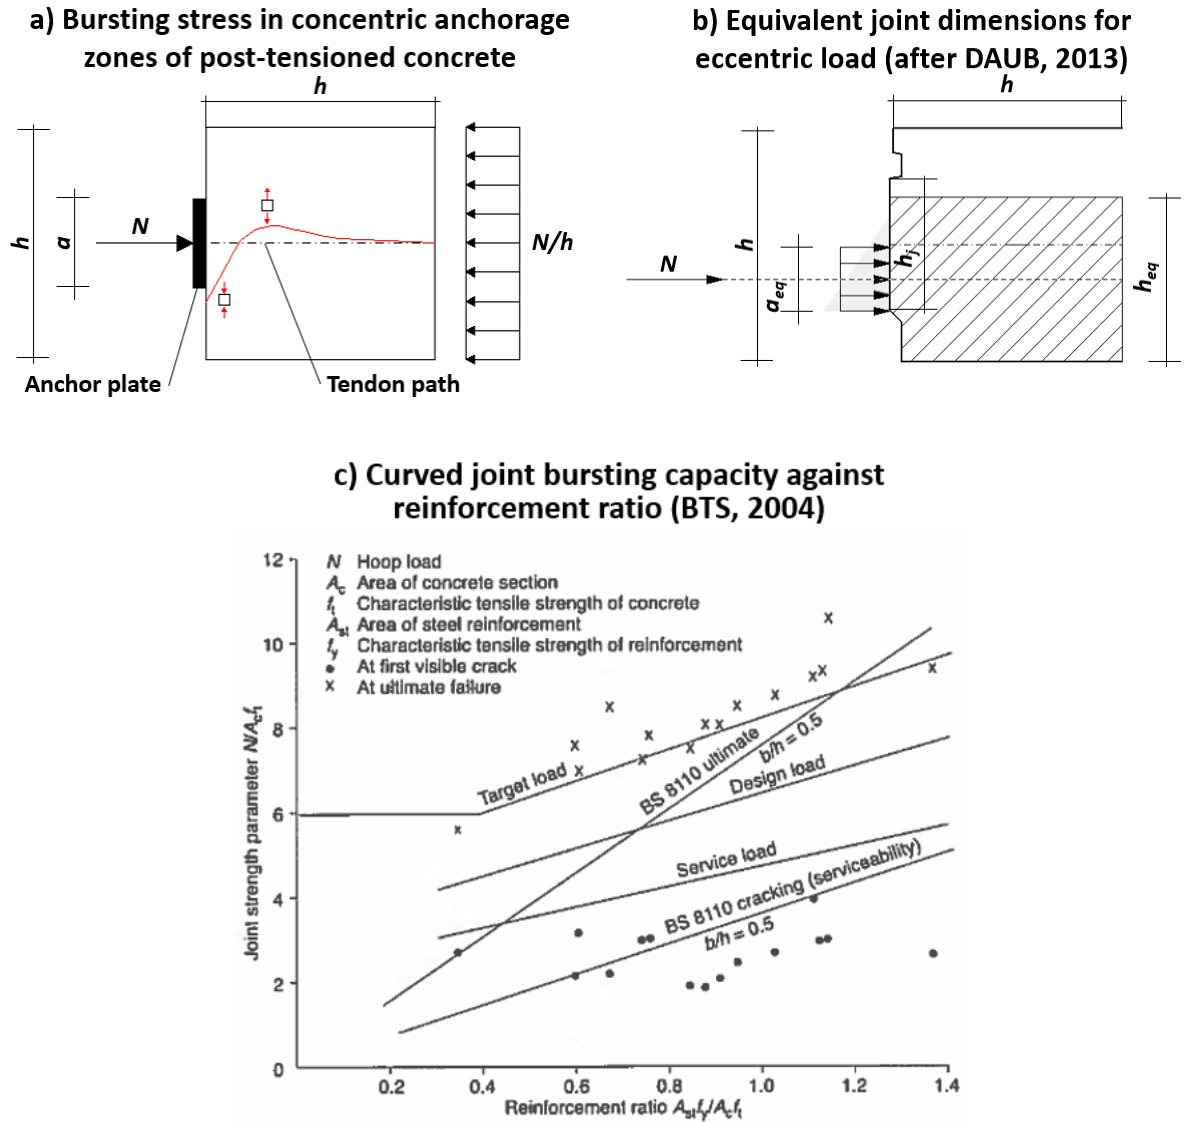 a) Bursting stress in concentric anchorage
zones of post-tensioned concrete
h
h
a
N
N/h
Anchor plate
Tendon path
b) Equivalent joint dimensions for
eccentric load (after DAUB, 2013)
h
h
N
a_eq
h_j
h_eq
c) Curved joint bursting capacity against
reinforcement ratio (BTS, 2004)
N Hoop load
A_c Area of concrete section
f_t Characteristic tensile strength of concrete
A_st Area of steel reinforcement
f_y Characteristic tensile strength of reinforcement
● At first visible crack
x At ultimate failure
12
10
8
6
4
2
0
Joint strength parameter N/A_cf_t
Target load
BS 8110 ultimate
b/h = 0.5
Design load
Service load
BS 8110 cracking (serviceability)
b/h = 0.5
0.2 0.4 0.6 0.8 1.0 1.2 1.4
Reinforcement ratio A_stf_y/A_cf_t